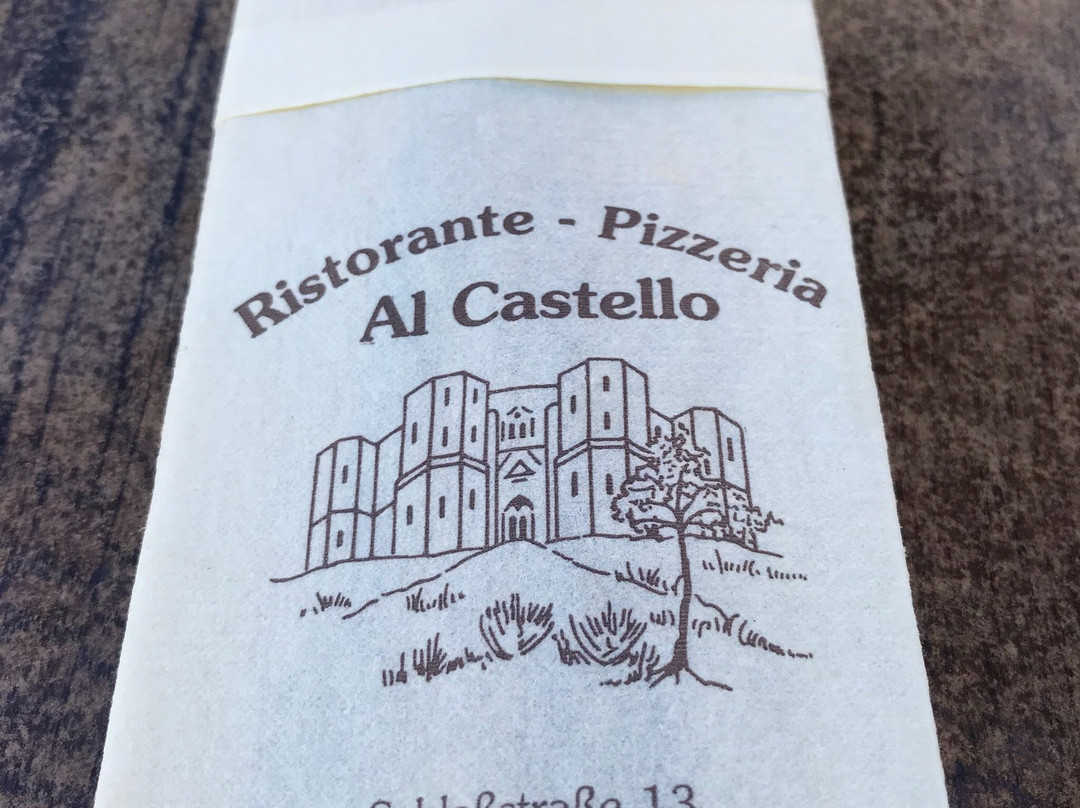 Ristorante - Pizzeria
Al Castello
Schloßstraße 13